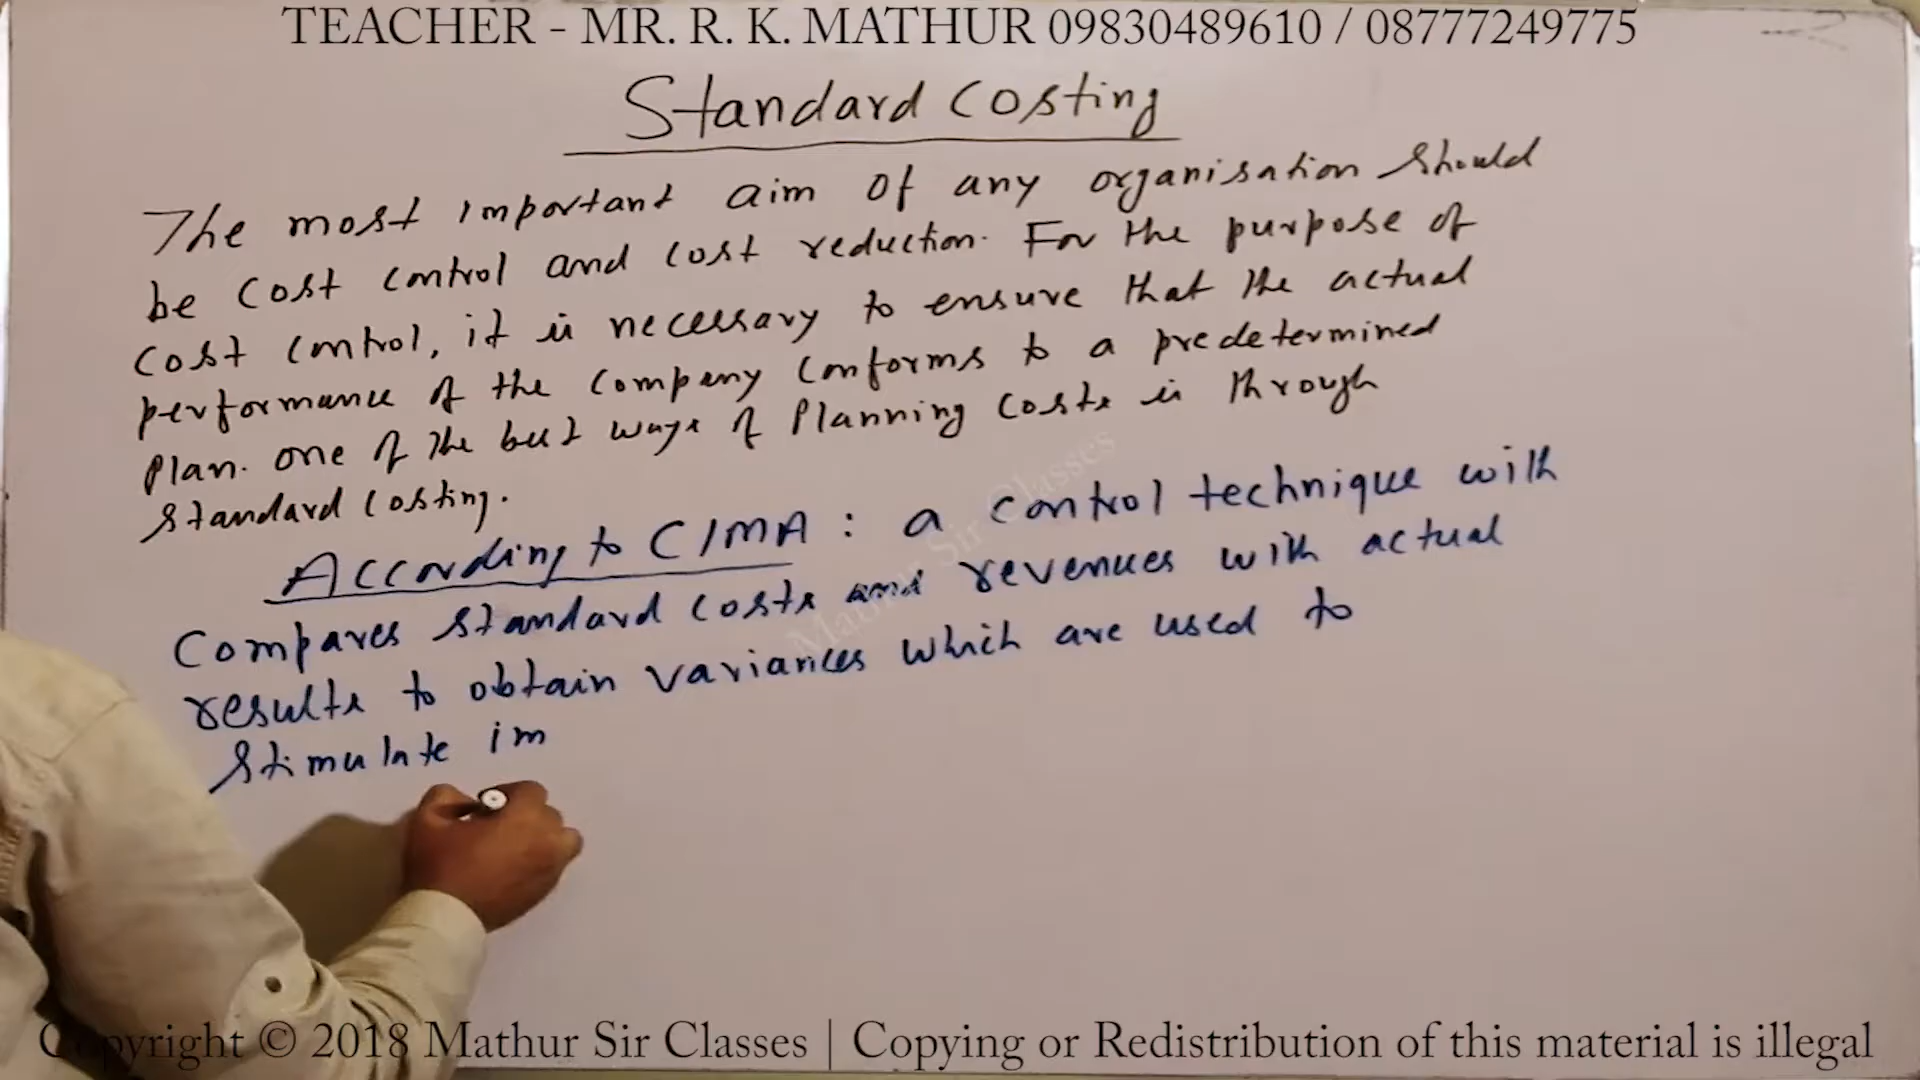 TEACHER - MR. R. K. MATHUR 09830489610 / 08777249775
Standard Costing
The most important aim of any organisation should
be cost control and cost reduction. For the purpose of
cost control, it is necessary to ensure that the actual
performance of the company conforms to a predetermined
plan. one of the best ways of planning costs is through
standard costing.
According to CIMA : a control technique with
compares standard costs and revenues with actual
results to obtain variances which are used to
stimulate im
Mathur Sir Classes
Copyright © 2018 Mathur Sir Classes | Copying or Redistribution of this material is illegal